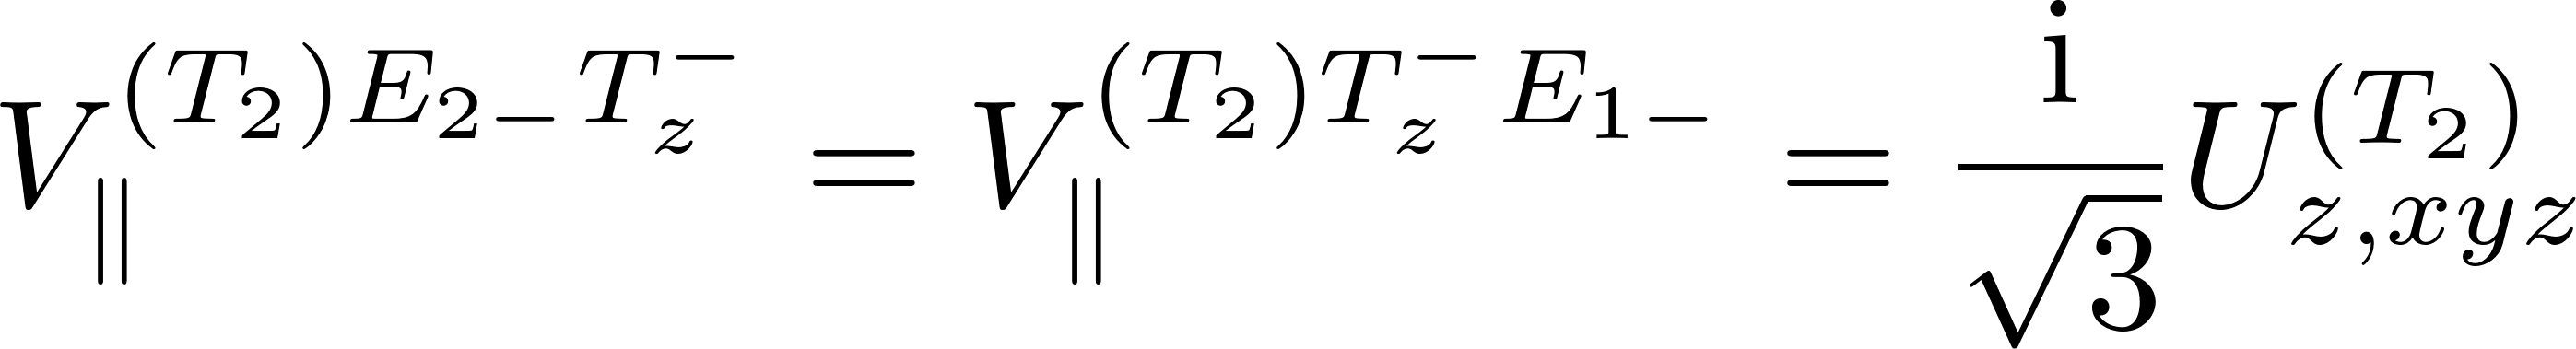 $V_{\parallel}^{(T_2)E_{2-}T_z^-} = V_{\parallel}^{(T_2)T_z^-E_{1-}} = \frac{\mathrm{i}}{\sqrt{3}} U_{z,xyz}^{(T_2)}$